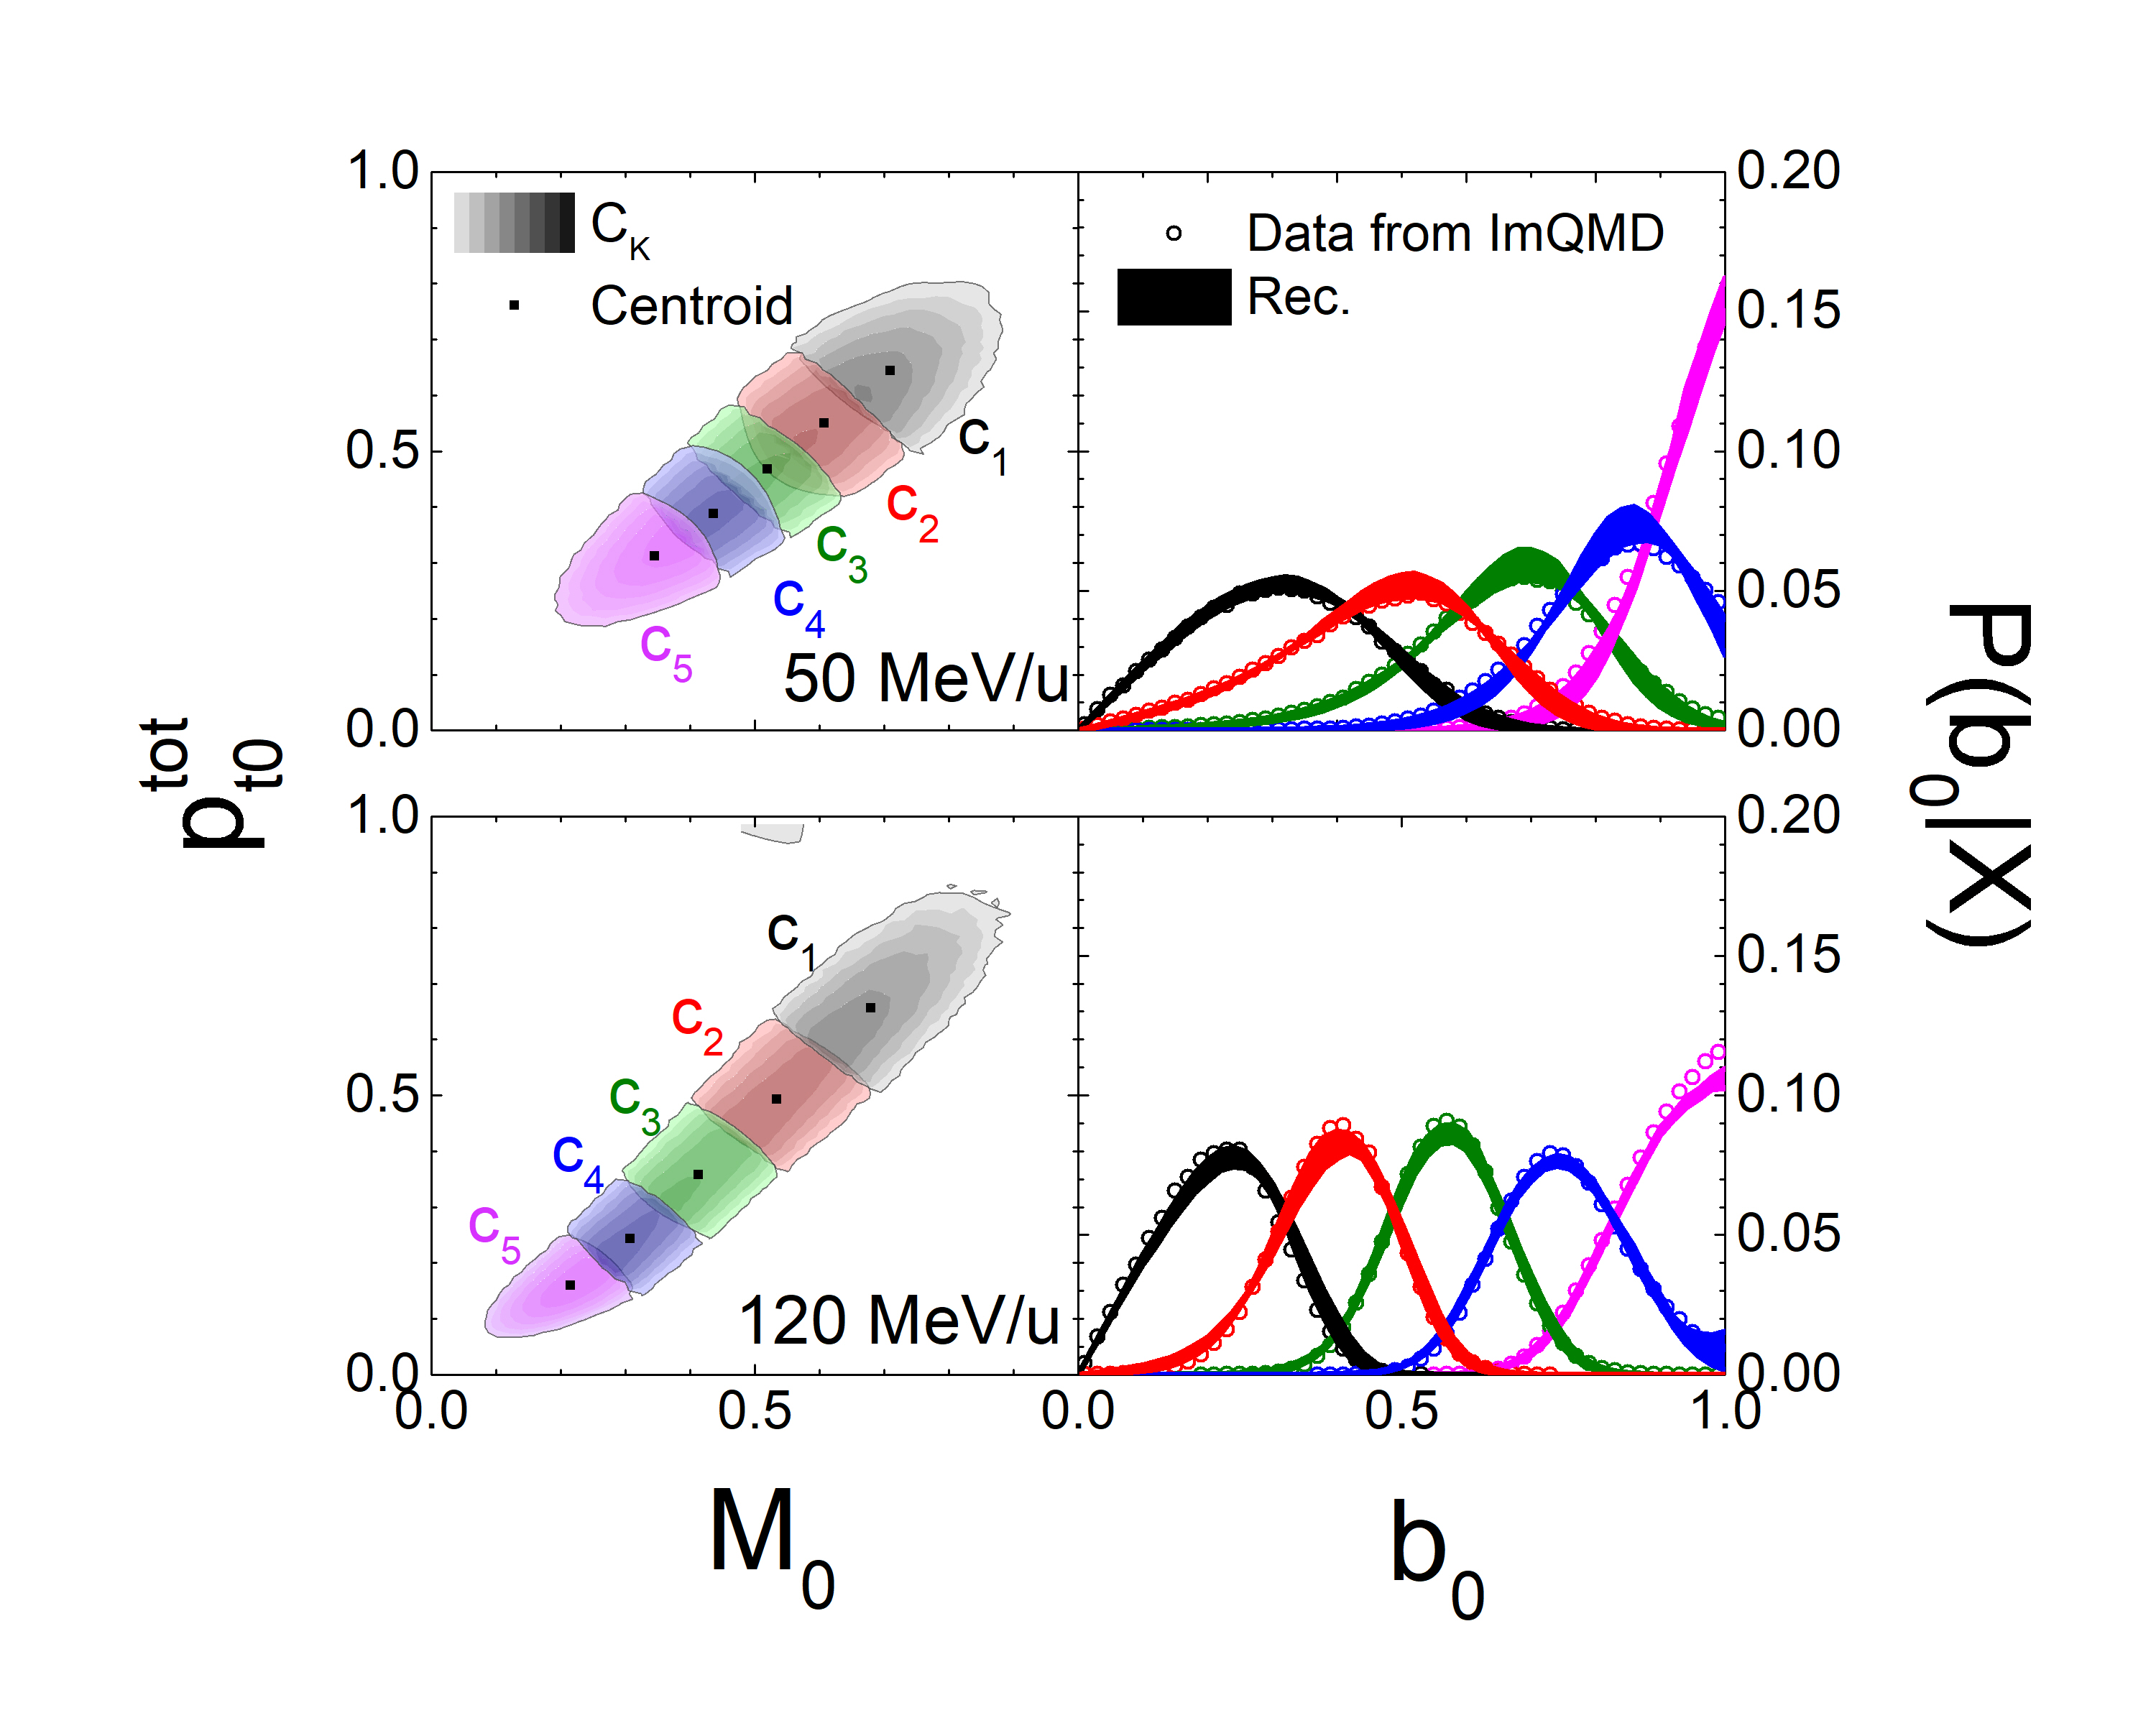 1.0
0.5
0.0
C_K
Centroid
c_1
c_2
c_3
c_4
c_5
50 MeV/u
Data from ImQMD
Rec.
0.20
0.15
0.10
0.05
0.00
p_t0^tot
P(b_0|X)
1.0
0.5
0.0
c_1
c_2
c_3
c_4
c_5
120 MeV/u
0.20
0.15
0.10
0.05
0.00
0.0 0.5 0.0 0.5 1.0
M_0 b_0